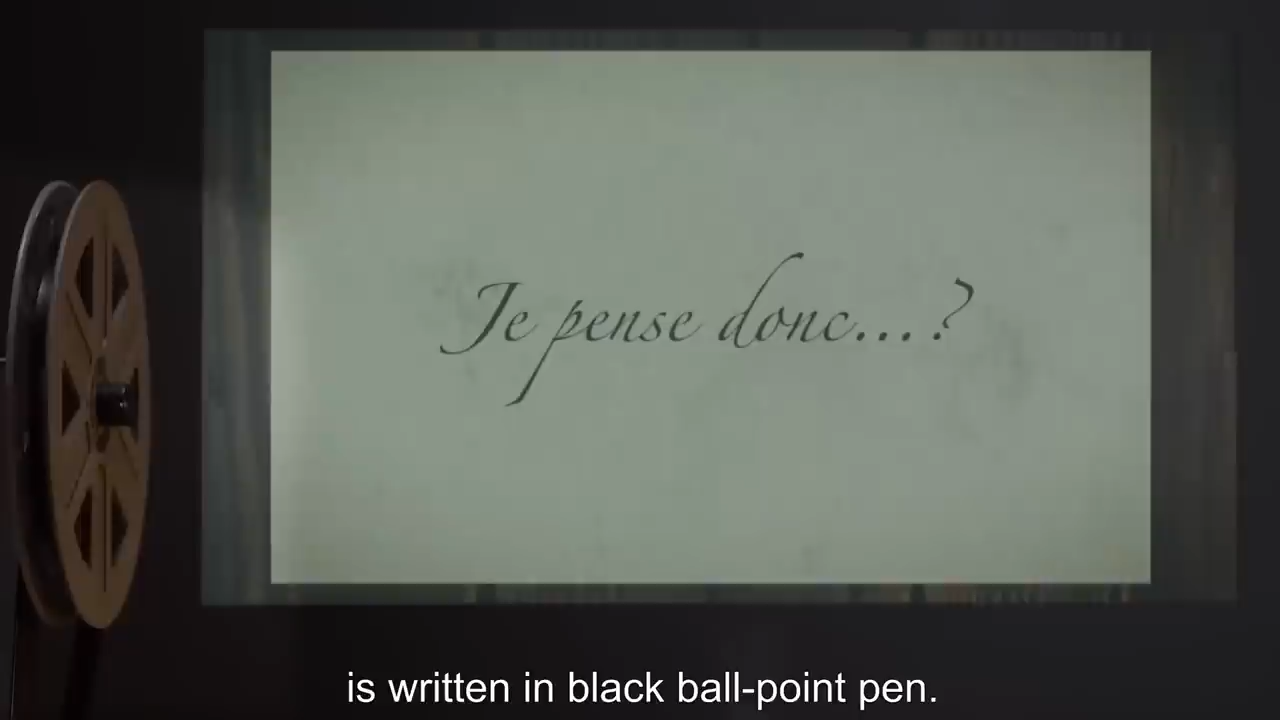 Je pense donc...?
is written in black ball-point pen.